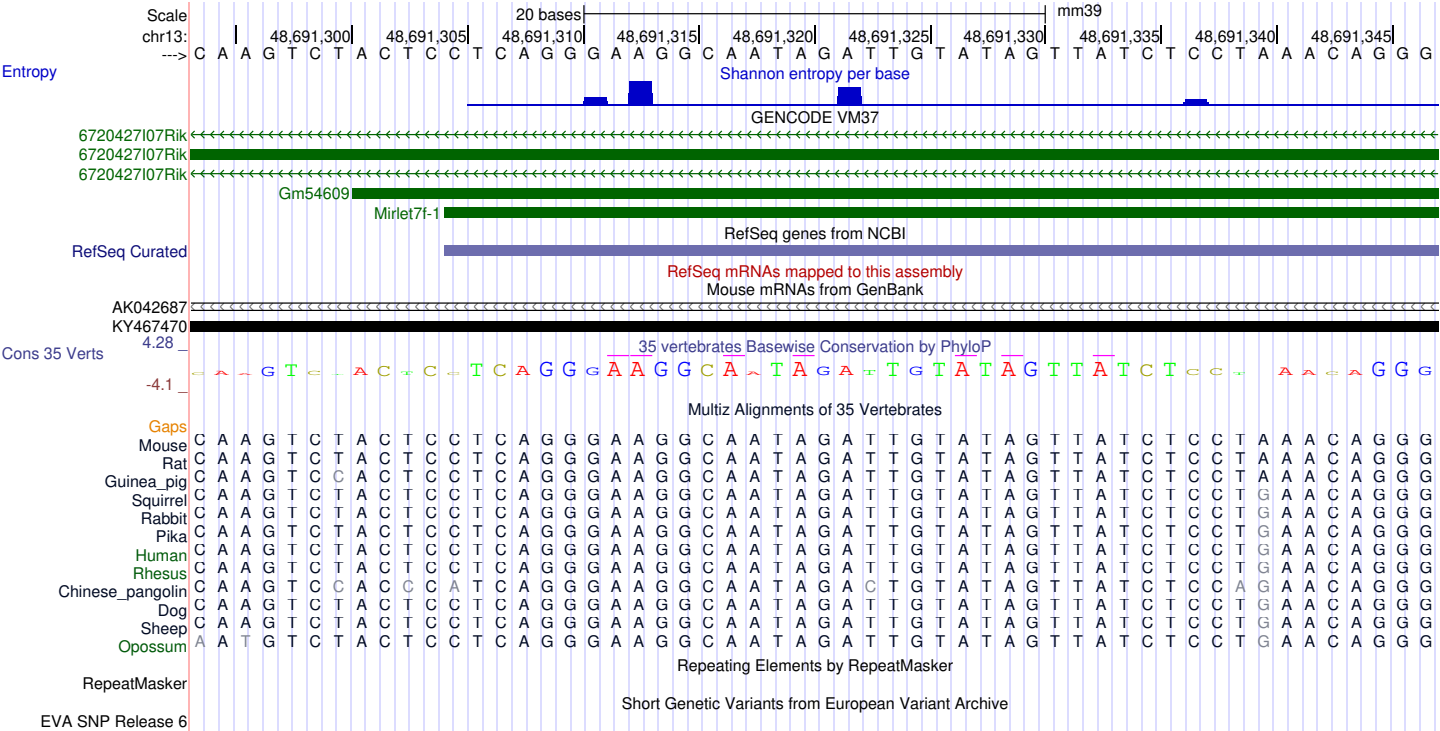 Scale 20 bases mm39
chr13: 48,691,300 48,691,305 48,691,310 48,691,315 48,691,320 48,691,325 48,691,330 48,691,335 48,691,340 48,691,345
---> C A A G T C T A C T C C T C A G G G A A G G C A A T A G A T T G T A T A G T T A T C T C C T A A A C A G G G
Entropy Shannon entropy per base
GENCODE VM37
6720427I07Rik
6720427I07Rik
6720427I07Rik
Gm54609
Mirlet7f-1
RefSeq genes from NCBI
RefSeq Curated
RefSeq mRNAs mapped to this assembly
Mouse mRNAs from GenBank
AK042687
KY467470
4.28 _
35 vertebrates Basewise Conservation by PhyloP
Cons 35 Verts
C A A G T C T A C T C C T C A G G G A A G G C A A T A G A T T G T A T A G T T A T C T C C T A A C A G G G
-4.1 _
Multiz Alignments of 35 Vertebrates
Gaps
Mouse C A A G T C T A C T C C T C A G G G A A G G C A A T A G A T T G T A T A G T T A T C T C C T A A A C A G G G
Rat C A A G T C T A C T C C T C A G G G A A G G C A A T A G A T T G T A T A G T T A T C T C C T A A A C A G G G
Guinea_pig C A A G T C C A C T C C T C A G G G A A G G C A A T A G A T T G T A T A G T T A T C T C C T A A A C A G G G
Squirrel C A A G T C T A C T C C T C A G G G A A G G C A A T A G A T T G T A T A G T T A T C T C C T G A A C A G G G
Rabbit C A A G T C T A C T C C T C A G G G A A G G C A A T A G A T T G T A T A G T T A T C T C C T G A A C A G G G
Pika C A A G T C T A C T C C T C A G G G A A G G C A A T A G A T T G T A T A G T T A T C T C C T G A A C A G G G
Human C A A G T C T A C T C C T C A G G G A A G G C A A T A G A T T G T A T A G T T A T C T C C T G A A C A G G G
Rhesus C A A G T C T A C T C C T C A G G G A A G G C A A T A G A T T G T A T A G T T A T C T C C T G A A C A G G G
Chinese_pangolin C A A G T C C A C C C A T C A G G G A A G G C A A T A G A C T G T A T A G T T A T C T C C A G A A C A G G G
Dog C A A G T C T A C T C C T C A G G G A A G G C A A T A G A T T G T A T A G T T A T C T C C T G A A C A G G G
Sheep C A A G T C T A C T C C T C A G G G A A G G C A A T A G A T T G T A T A G T T A T C T C C T G A A C A G G G
Opossum A A T G T C T A C T C C T C A G G G A A G G C A A T A G A T T G T A T A G T T A T C T C C T G A A C A G G G
Repeating Elements by RepeatMasker
RepeatMasker
Short Genetic Variants from European Variant Archive
EVA SNP Release 6